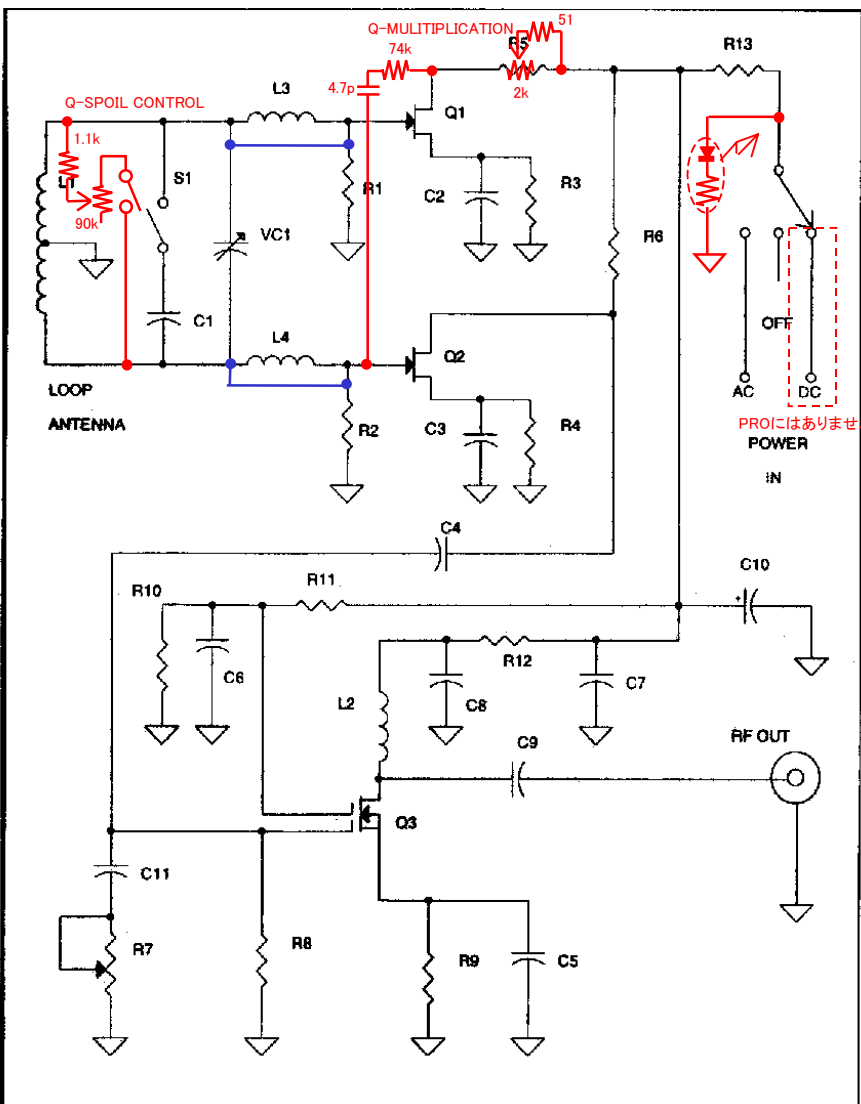 Q-MULITIPLICATION
51
R5
R13
74k
4.7p
2k
Q-SPOIL CONTROL
L3
Q1
1.1k
S1
L1
R1
C2
R3
90k
VC1
R6
C1
L4
Q2
OFF
LOOP
ANTENNA
AC
DC
R2
C3
R4
PROにはありませ
POWER
IN
C4
C10
+
R10
R11
C6
R12
C7
L2
C8
C9
RF OUT
Q3
C11
R7
R8
R9
C5